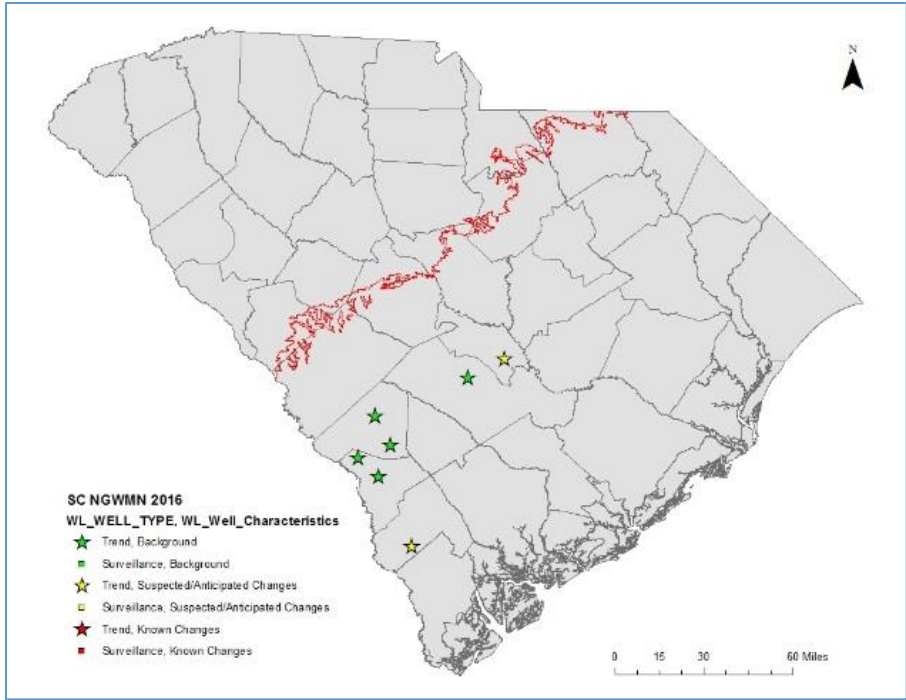 N
SC NGWMN 2016
WL_WELL_TYPE, WL_Well_Characteristics
Trend, Background
Surveillance, Background
Trend, Suspected/Anticipated Changes
Surveillance, Suspected/Anticipated Changes
Trend, Known Changes
Surveillance, Known Changes
0 15 30 60 Miles